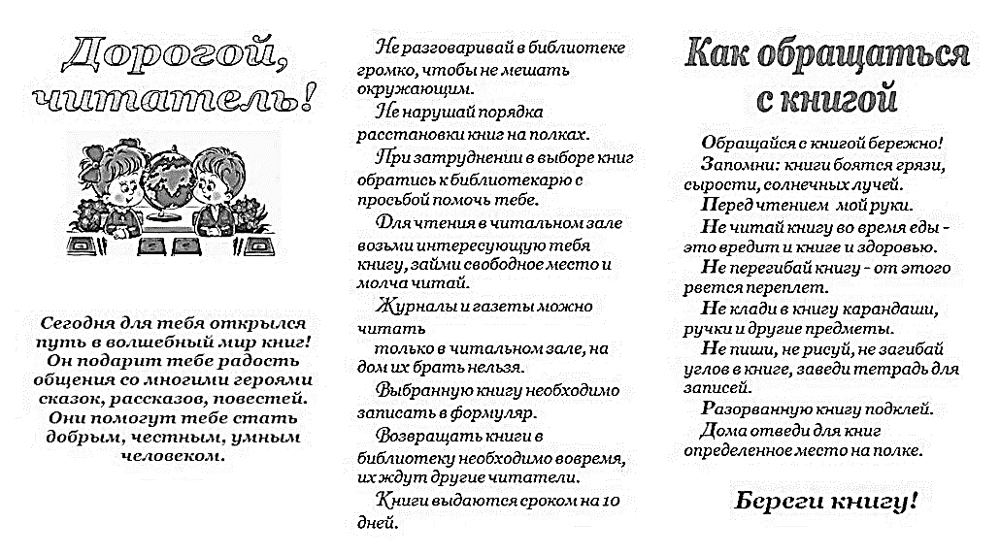 Дорогой,
читатель!
Сегодня для тебя открылся
путь в волшебный мир книг!
Он подарит тебе радость
общения со многими героями
сказок, рассказов, повестей.
Они помогут тебе стать
добрым, честным, умным
человеком.
Не разговаривай в библиотеке
громко, чтобы не мешать
окружающим.
Не нарушай порядка
расстановки книг на полках.
При затруднении в выборе книг
обратись к библиотекарю с
просьбой помочь тебе.
Для чтения в читальном зале
возьми интересующую тебя
книгу, займи свободное место и
молча читай.
Журналы и газеты можно
читать
только в читальном зале, на
дом их брать нельзя.
Выбранную книгу необходимо
записать в формуляр.
Возвращать книги в
библиотеку необходимо вовремя,
их ждут другие читатели.
Книги выдаются сроком на 10
дней.
Как обращаться
с книгой
Обращайся с книгой бережно!
Запомни: книги боятся грязи,
сырости, солнечных лучей.
Перед чтением мой руки.
Не читай книгу во время еды -
это вредит и книге и здоровью.
Не перегибай книгу - от этого
рвется переплет.
Не клади в книгу карандаши,
ручки и другие предметы.
Не пиши, не рисуй, не загибай
углов в книге, заведи тетрадь для
записей.
Разорванную книгу подклей.
Дома отведи для книг
определенное место на полке.
Береги книгу!